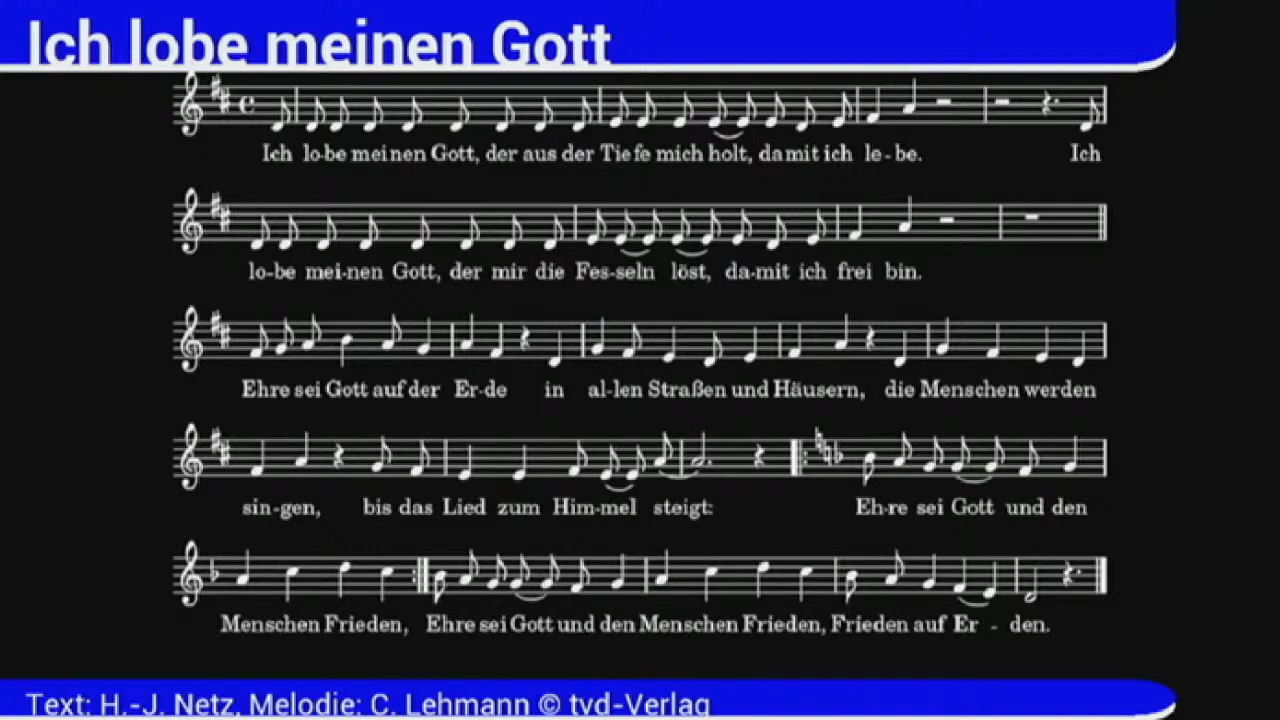 Ich lobe meinen Gott
Ich lo-be mei-nen Gott, der aus der Tie fe mich holt, da mit ich le - be. Ich
lo-be mei-nen Gott, der mir die Fes-seln löst, da-mit ich frei bin.
Ehre sei Gott auf der Er-de in al-len Straßen und Häusern, die Menschen werden
sin-gen, bis das Lied zum Him-mel steigt: Eh-re sei Gott und den
Menschen Frieden, Ehre sei Gott und den Menschen Frieden, Frieden auf Er - den.
Text: H.-J. Netz, Melodie: C. Lehmann © tvd-Verlag